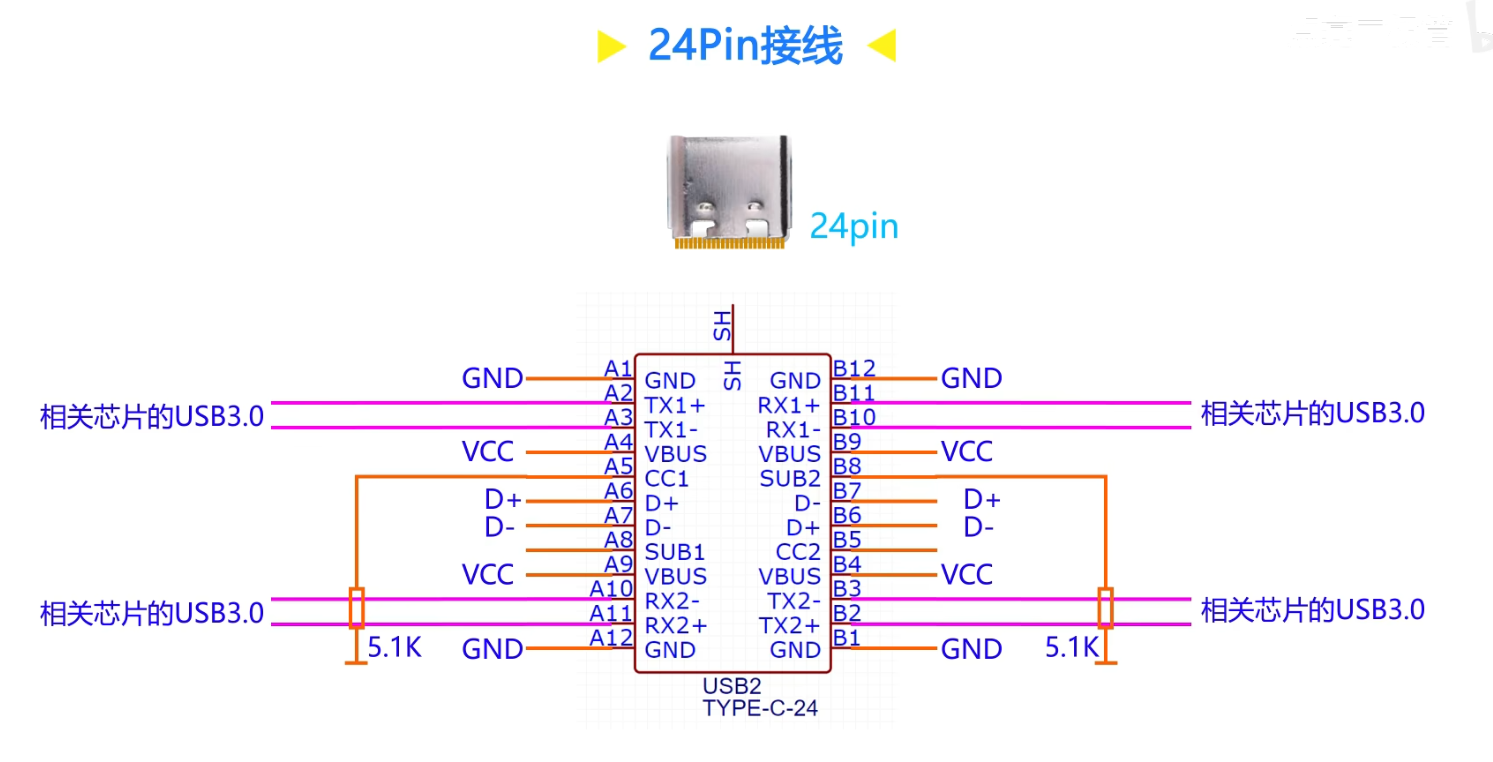 24Pin接线
24pin
SH
SH
A1 B12
GND GND GND GND
A2 B11
TX1+ RX1+
相关芯片的USB3.0 A3 B10 相关芯片的USB3.0
TX1- RX1-
A4 B9
VCC VBUS VBUS VCC
A5 B8
CC1 SUB2
A6 B7
D+ D+ D- D+
A7 B6
D- D- D+ D-
A8 B5
SUB1 CC2
A9 B4
VCC VBUS VBUS VCC
A10 B3
RX2- TX2-
相关芯片的USB3.0 A11 B2 相关芯片的USB3.0
RX2+ TX2+
A12 B1
5.1K GND GND GND GND 5.1K
USB2
TYPE-C-24